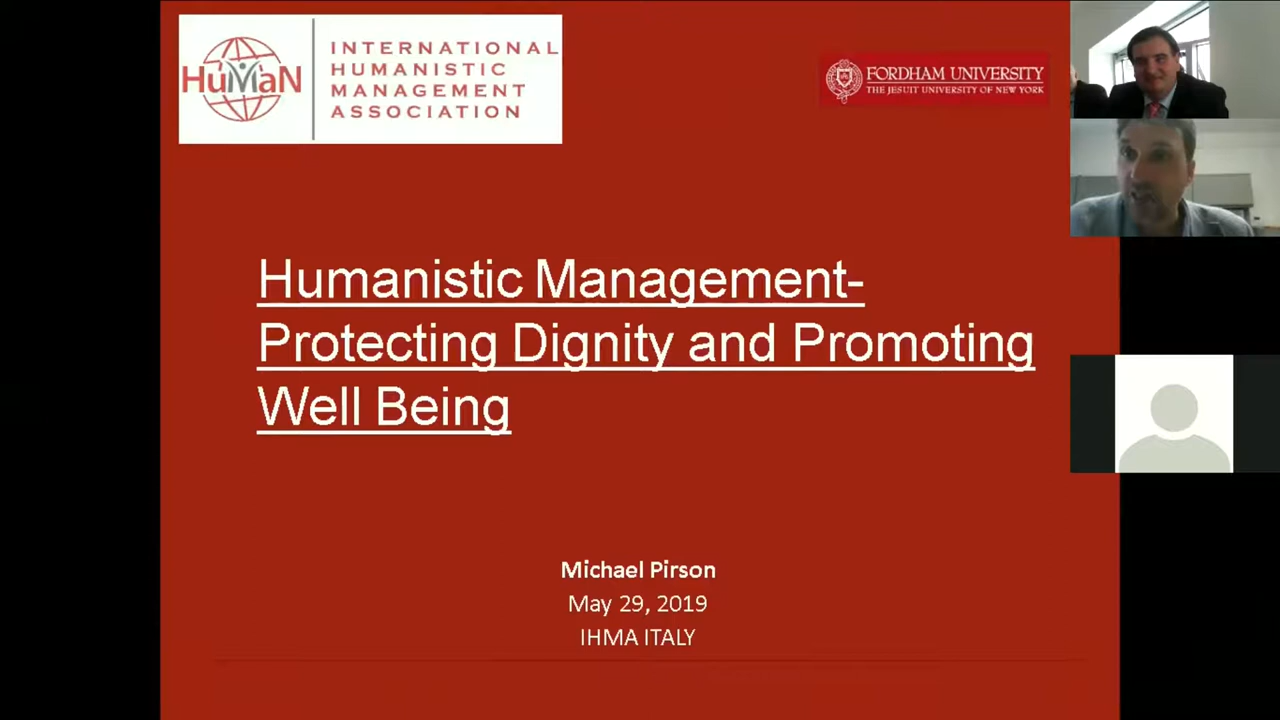 HuMaN
INTERNATIONAL
HUMANISTIC
MANAGEMENT
ASSOCIATION
FORDHAM UNIVERSITY
THE JESUIT UNIVERSITY OF NEW YORK
Humanistic Management-
Protecting Dignity and Promoting
Well Being
Michael Pirson
May 29, 2019
IHMA ITALY